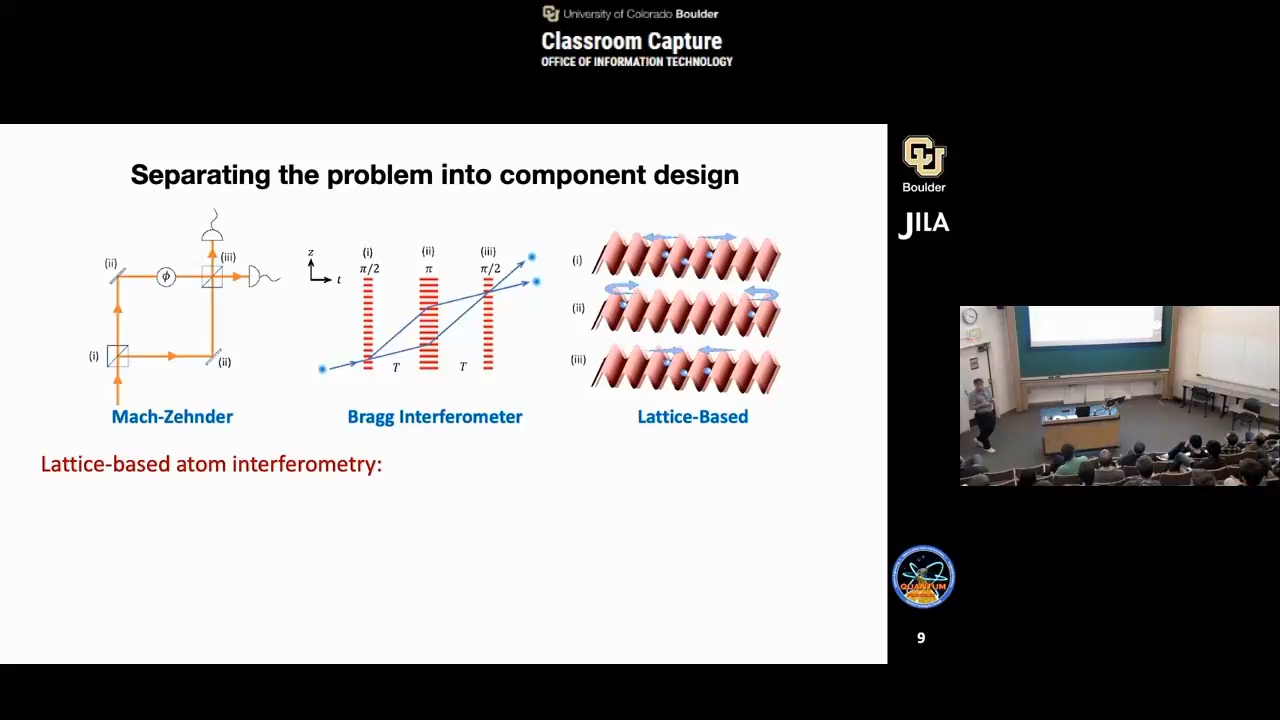 University of Colorado Boulder
Classroom Capture
OFFICE OF INFORMATION TECHNOLOGY
Separating the problem into component design
(ii)
(iii)
ϕ
(i)
(ii)
Mach-Zehnder
z
t
(i)
(ii)
(iii)
π/2
π
π/2
T
T
Bragg Interferometer
(i)
(ii)
(iii)
Lattice-Based
Lattice-based atom interferometry:
CU
Boulder
JILA
QUANTUM
9